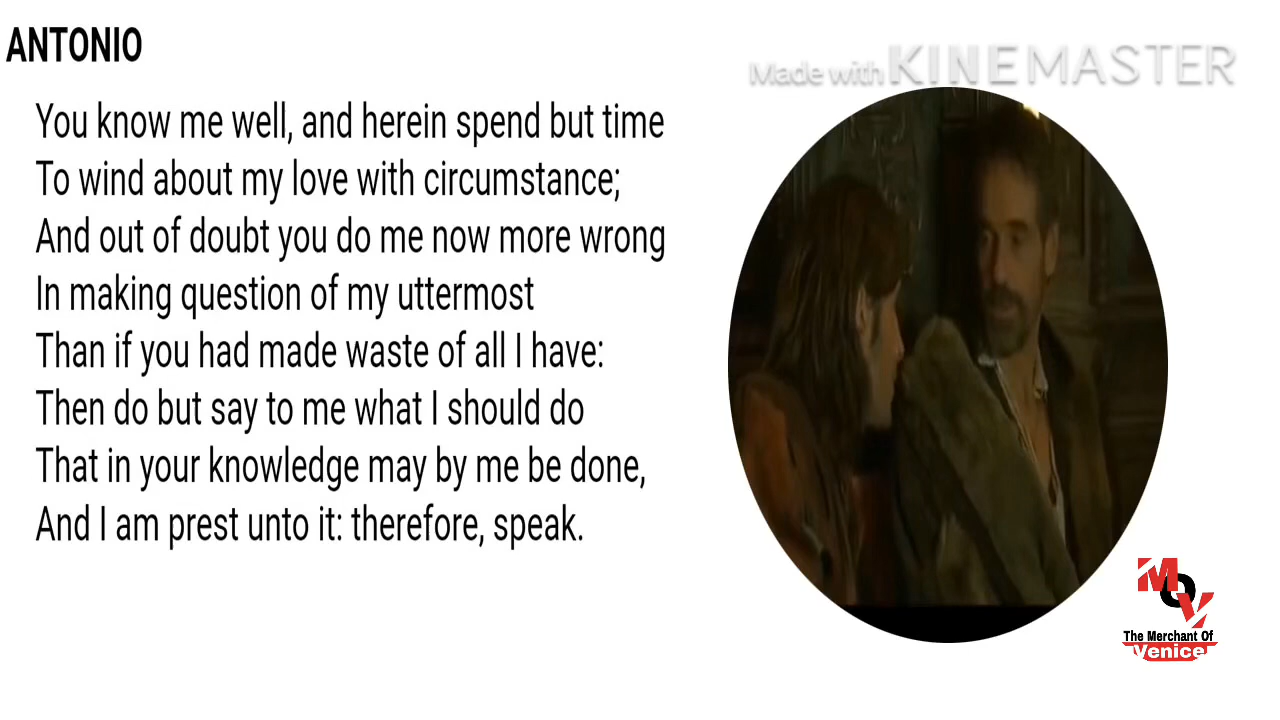 ANTONIO
Made with KINEMASTER
You know me well, and herein spend but time
To wind about my love with circumstance;
And out of doubt you do me now more wrong
In making question of my uttermost
Than if you had made waste of all I have:
Then do but say to me what I should do
That in your knowledge may by me be done,
And I am prest unto it: therefore, speak.
MOV
The Merchant Of
Venice